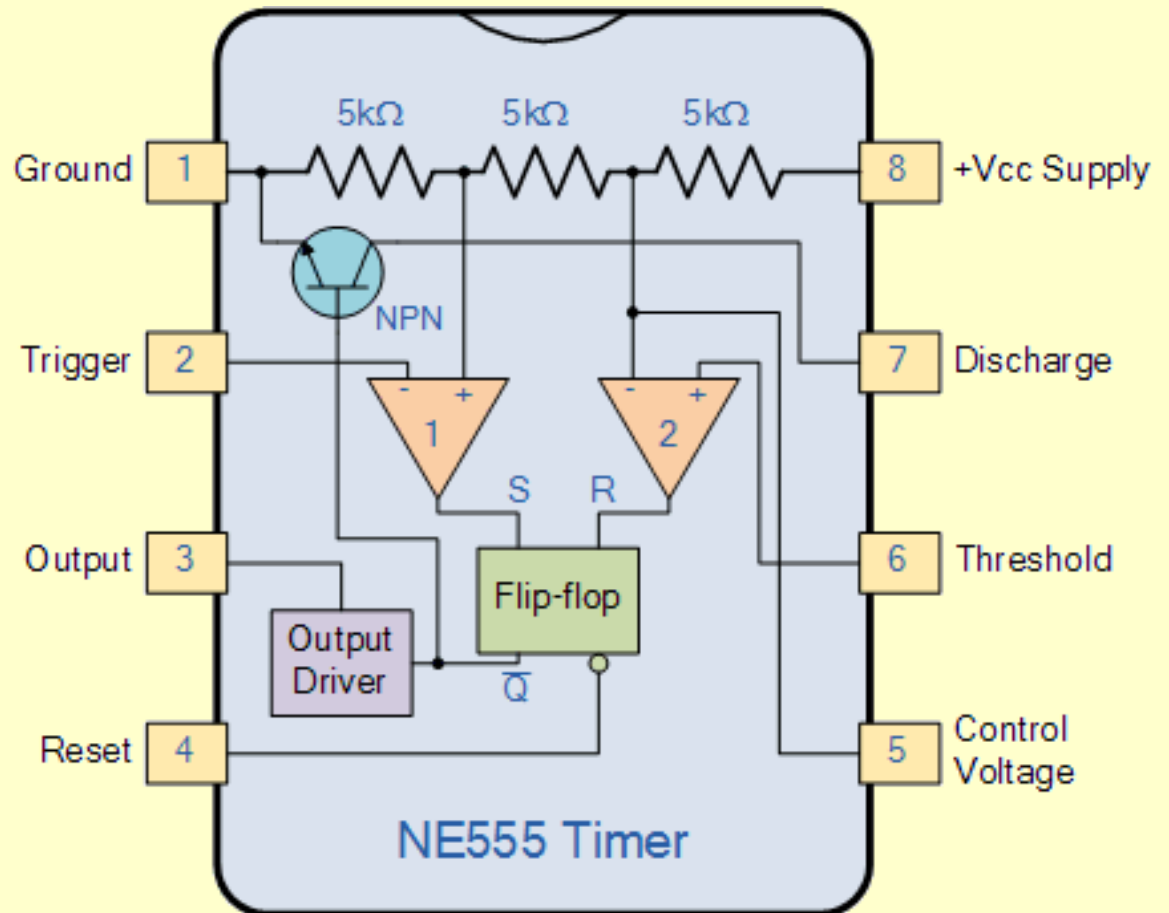 5kΩ 5kΩ 5kΩ
Ground 1 8 +Vcc Supply
NPN
Trigger 2 7 Discharge
- + - +
1 2
S R
Output 3 6 Threshold
Flip-flop
Output
Driver
Q̅
Reset 4 5 Control
Voltage
NE555 Timer